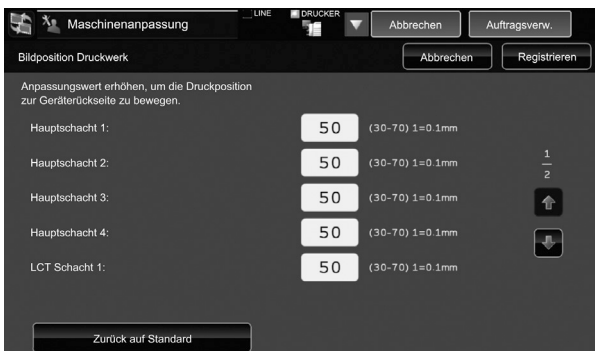 Maschinenanpassung
LINE
DRUCKER
Abbrechen
Auftragsverw.
Bildposition Druckwerk
Abbrechen
Registrieren
Anpassungswert erhöhen, um die Druckposition
zur Geräterückseite zu bewegen.
Hauptschacht 1: 50 (30-70) 1=0.1mm
Hauptschacht 2: 50 (30-70) 1=0.1mm
Hauptschacht 3: 50 (30-70) 1=0.1mm
Hauptschacht 4: 50 (30-70) 1=0.1mm
LCT Schacht 1: 50 (30-70) 1=0.1mm
1
2
Zurück auf Standard